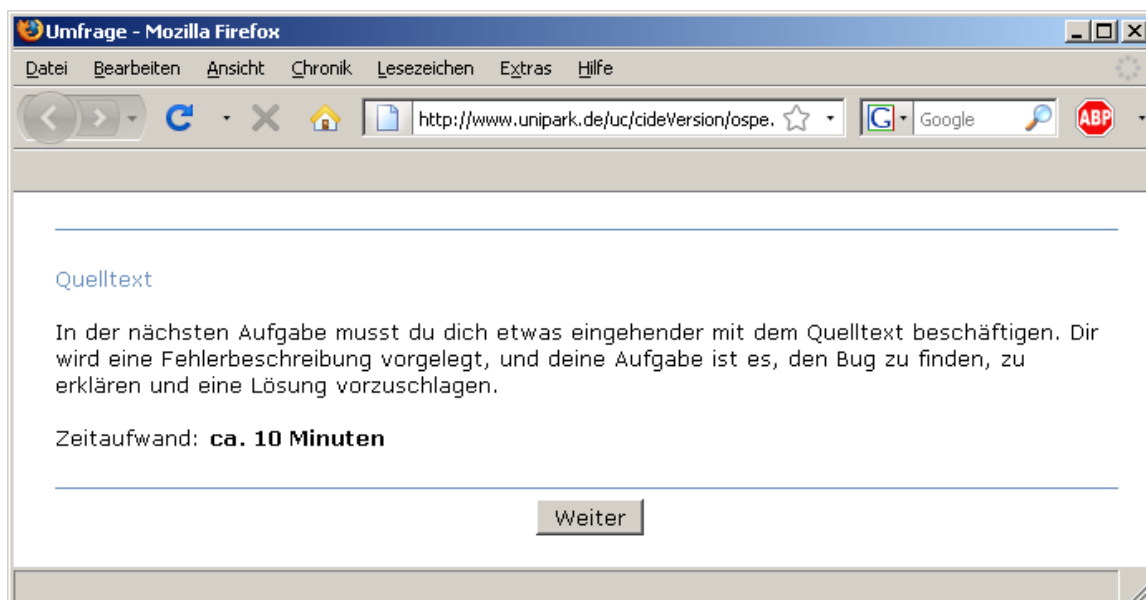 Umfrage - Mozilla Firefox
Datei Bearbeiten Ansicht Chronik Lesezeichen Extras Hilfe
http://www.unipark.de/uc/cideVersion/ospe. G Google ABP
Quelltext
In der nächsten Aufgabe musst du dich etwas eingehender mit dem Quelltext beschäftigen. Dir
wird eine Fehlerbeschreibung vorgelegt, und deine Aufgabe ist es, den Bug zu finden, zu
erklären und eine Lösung vorzuschlagen.
Zeitaufwand: ca. 10 Minuten
Weiter